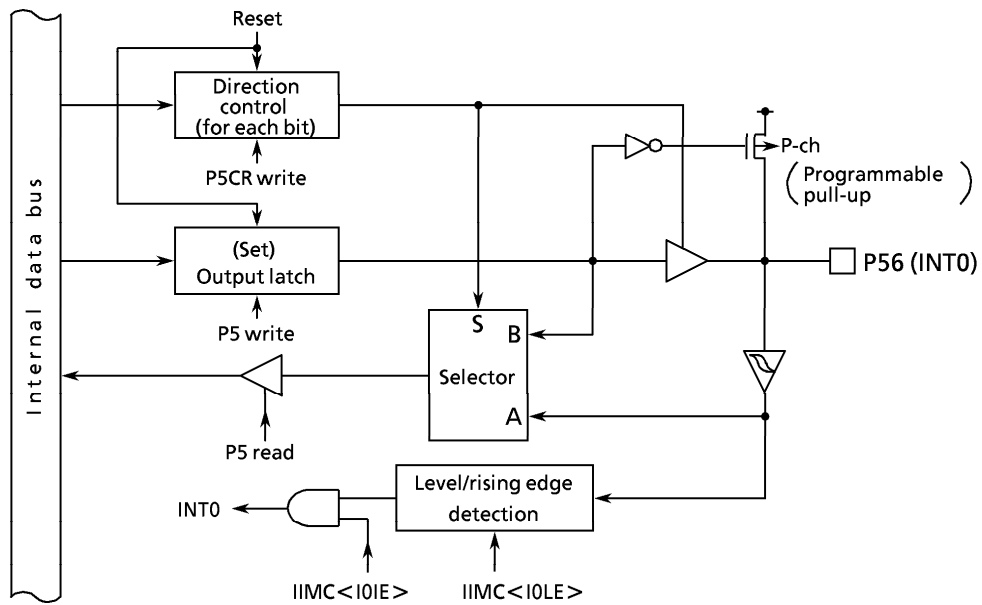 Reset
Direction
control
(for each bit)
P5CR write
P-ch
(Programmable
pull-up)
Internal data bus
(Set)
Output latch
P56 (INT0)
P5 write
S
B
Selector
A
P5 read
Level/rising edge
detection
INT0
IIMC<I0IE>
IIMC<I0LE>